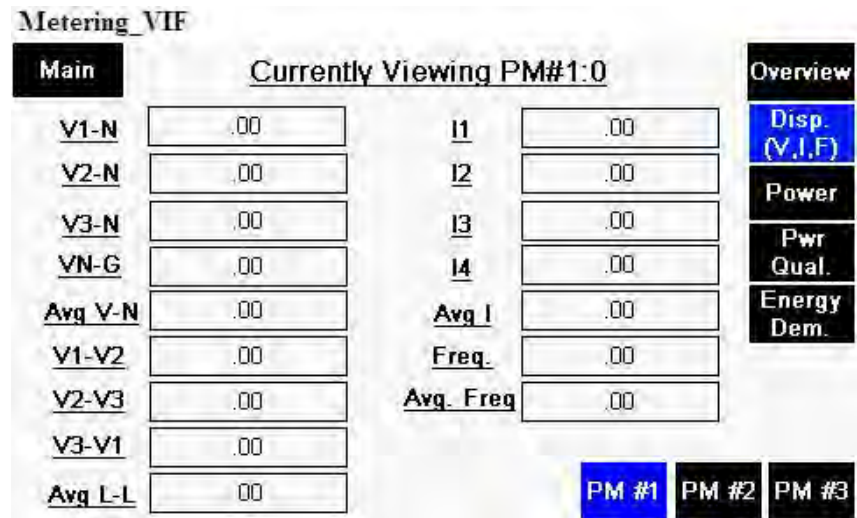 Metering_VIF
Main
Currently Viewing PM#1:0
Overview
V1-N .00 I1 .00
Disp.
(V,I,F)
V2-N .00 I2 .00
Power
V3-N .00 I3 .00
Pwr
Qual.
VN-G .00 I4 .00
Energy
Dem.
Avg V-N .00 Avg I .00
V1-V2 .00 Freq. .00
V2-V3 .00 Avg. Freq .00
V3-V1 .00
Avg L-L 00
PM #1 PM #2 PM #3